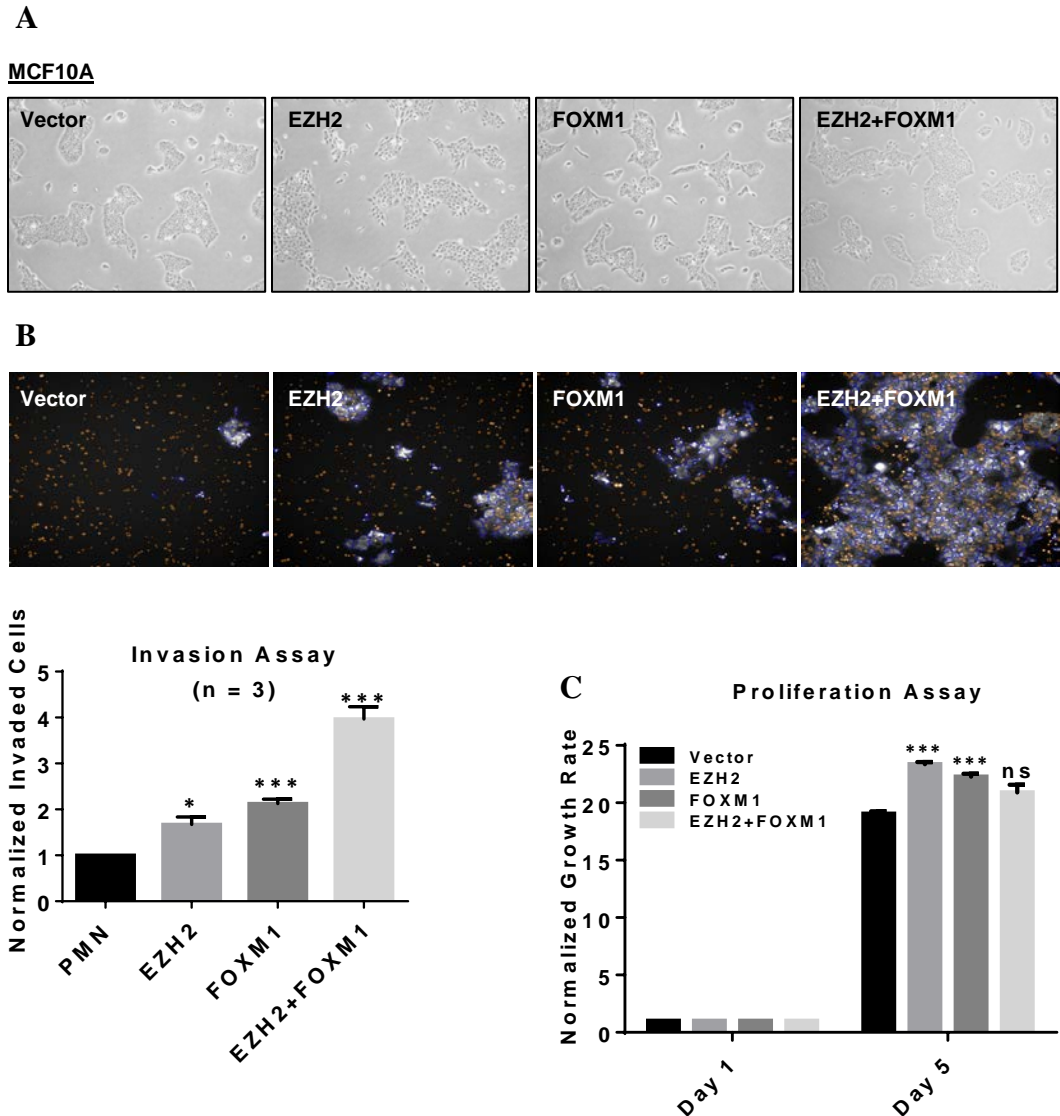 A
MCF10A
Vector
EZH2
FOXM1
EZH2+FOXM1
B
Vector
EZH2
FOXM1
EZH2+FOXM1
Invasion Assay
(n = 3)
Normalized Invaded Cells
5
4
3
2
1
0
*
***
***
PMN
EZH2
FOXM1
EZH2+FOXM1
C
Proliferation Assay
Normalized Growth Rate
25
20
15
10
5
0
Vector
EZH2
FOXM1
EZH2+FOXM1
***
***
ns
Day 1
Day 5